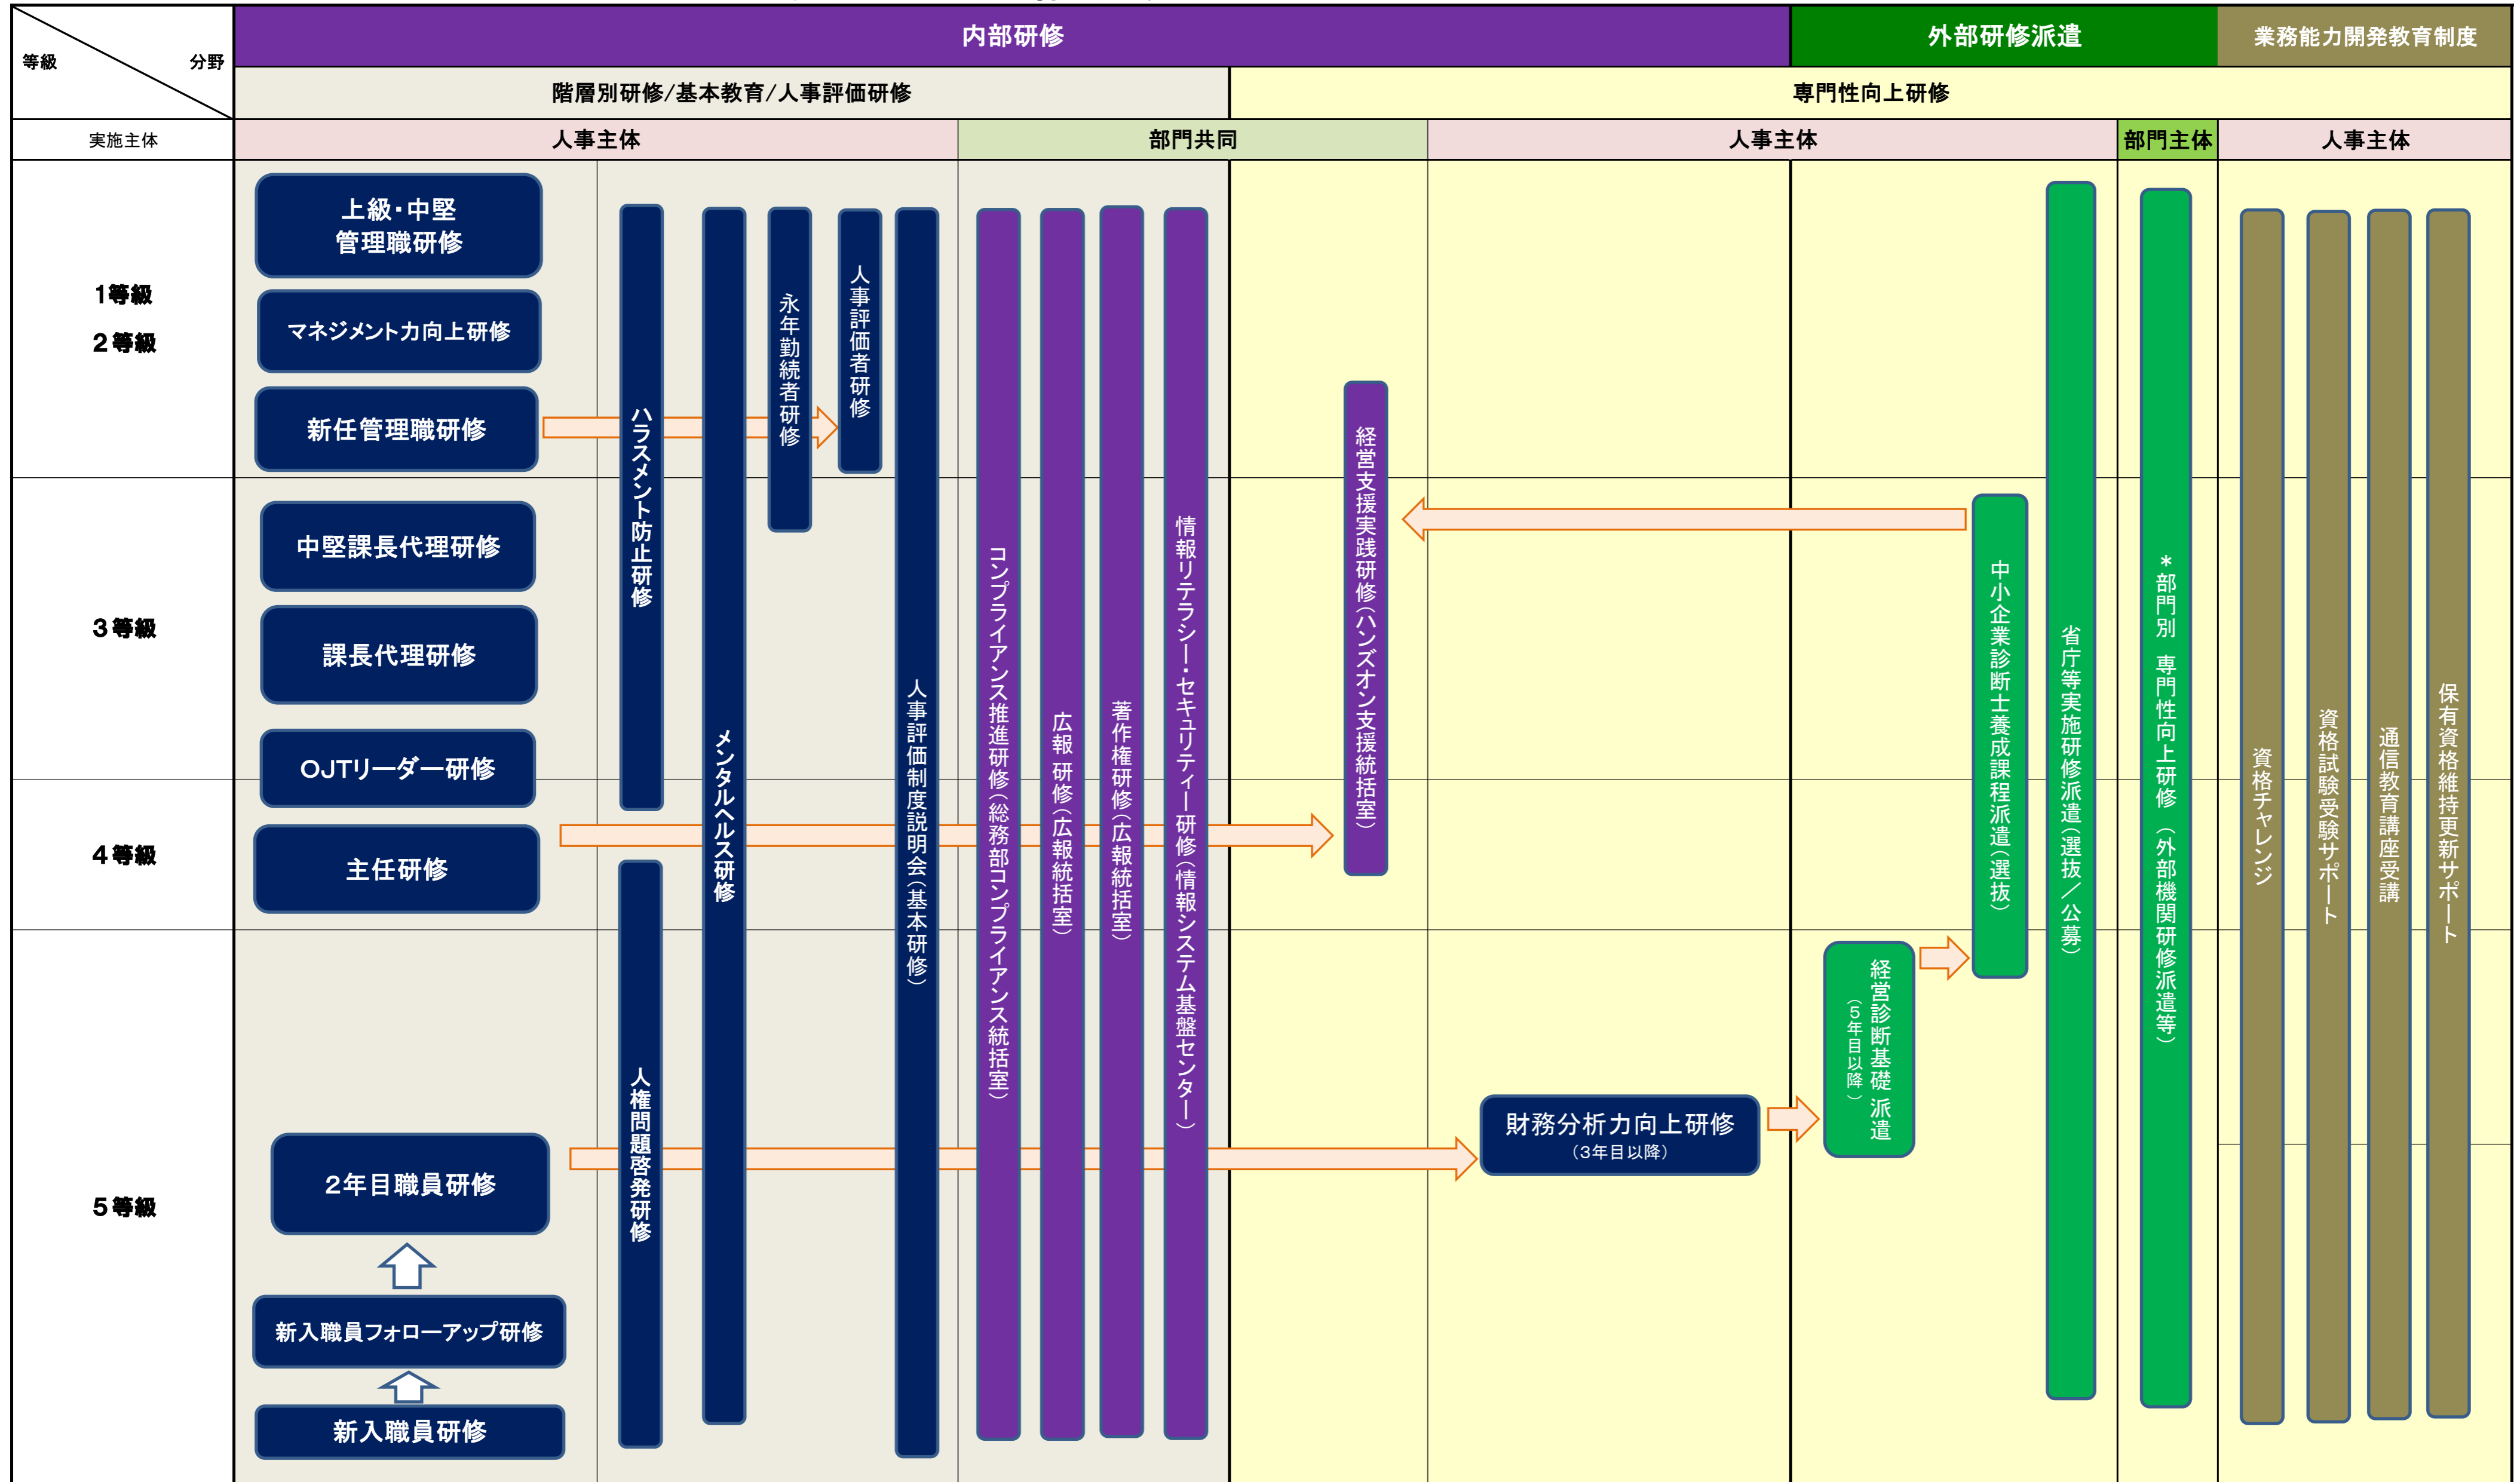 等級
分野
内部研修
外部研修派遣
業務能力開発教育制度
階層別研修/基本教育/人事評価研修
専門性向上研修
実施主体
人事主体
部門共同
人事主体
部門主体
人事主体
1等級
2等級
3等級
4等級
5等級
上級・中堅
管理職研修
マネジメント力向上研修
新任管理職研修
中堅課長代理研修
課長代理研修
OJTリーダー研修
主任研修
2年目職員研修
新入職員フォローアップ研修
新入職員研修
ハラスメント防止研修
人権問題啓発研修
メンタルヘルス研修
永年勤続者研修
人事評価者研修
人事評価制度説明会（基本研修）
コンプライアンス推進研修（総務部コンプライアンス統括室）
広報 研修（広報統括室）
著作権研修（広報統括室）
情報リテラシー・セキュリティー研修（情報システム基盤センター）
経営支援実践研修（ハンズオン支援統括室）
財務分析力向上研修
（3年目以降）
経営診断基礎 派遣
（5年目以降）
中小企業診断士養成課程派遣（選抜）
省庁等実施研修派遣（選抜／公募）
*部門別 専門性向上研修 （外部機関研修派遣等）
資格チャレンジ
資格試験受験サポート
通信教育講座受講
保有資格維持更新サポート